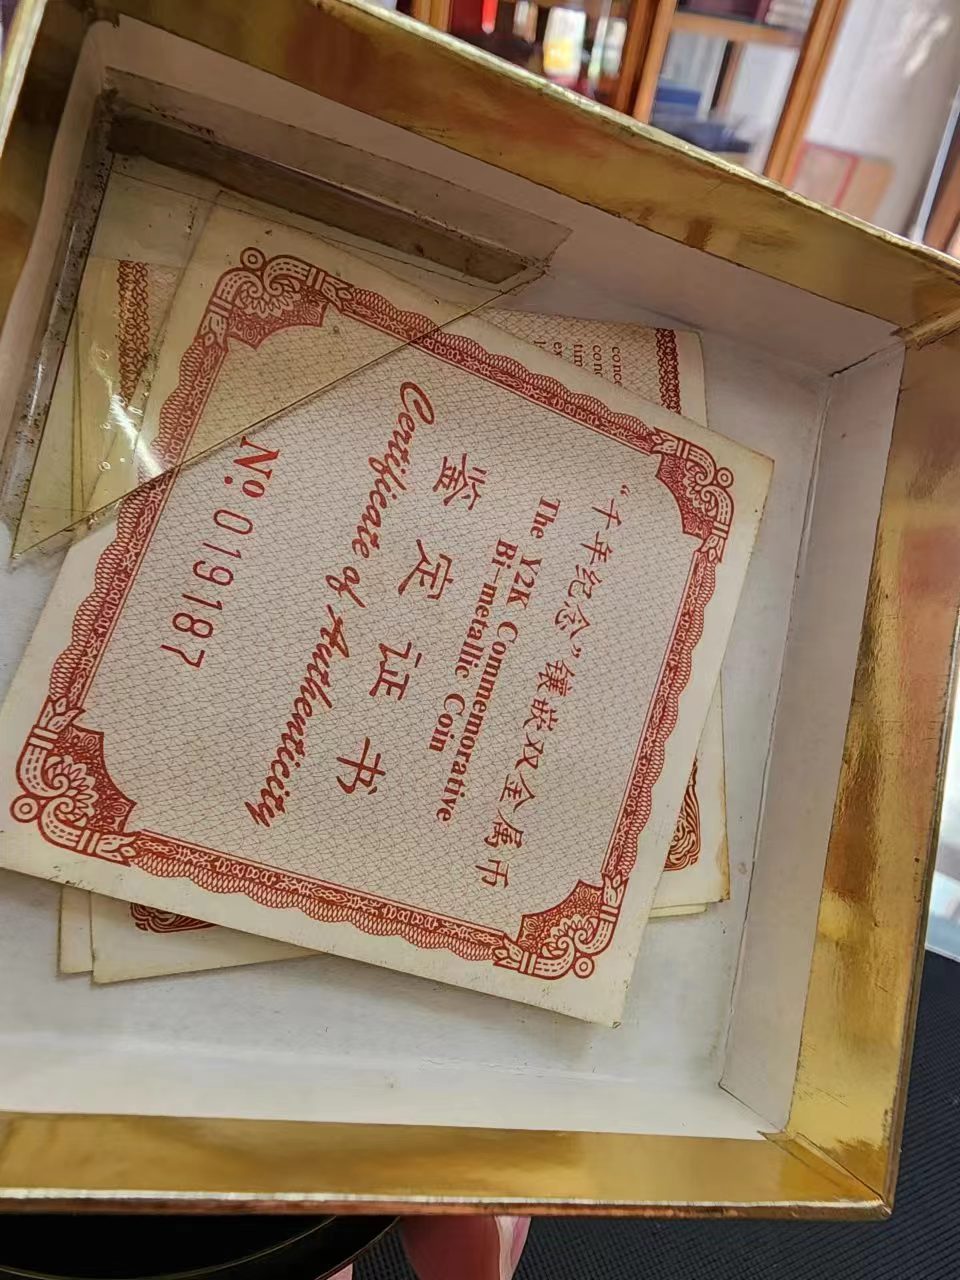 “千年纪念”镶嵌双金属币
The Y2K Commemorative
Bi-metallic Coin
鉴定证书
Certificate of Authenticity
№ 019187